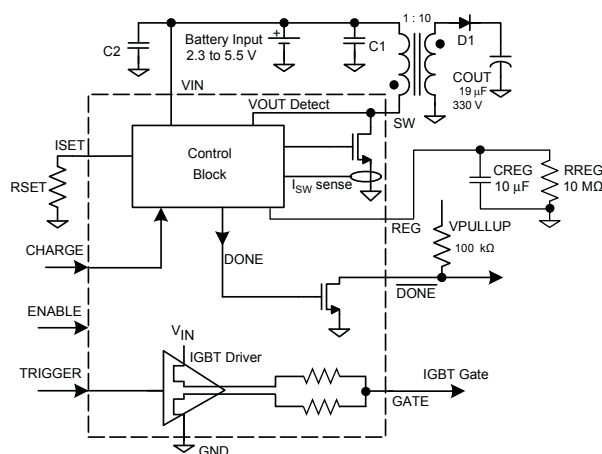 1 : 10
C2
Battery Input
2.3 to 5.5 V
+
C1
D1
COUT
19 µF
330 V
VIN
VOUT Detect
SW
ISET
RSET
Control
Block
ISW sense
REG
CREG
10 µF
RREG
10 MΩ
CHARGE
DONE
VPULLUP
100 kΩ
DONE
ENABLE
VIN
IGBT Driver
TRIGGER
IGBT Gate
GATE
GND